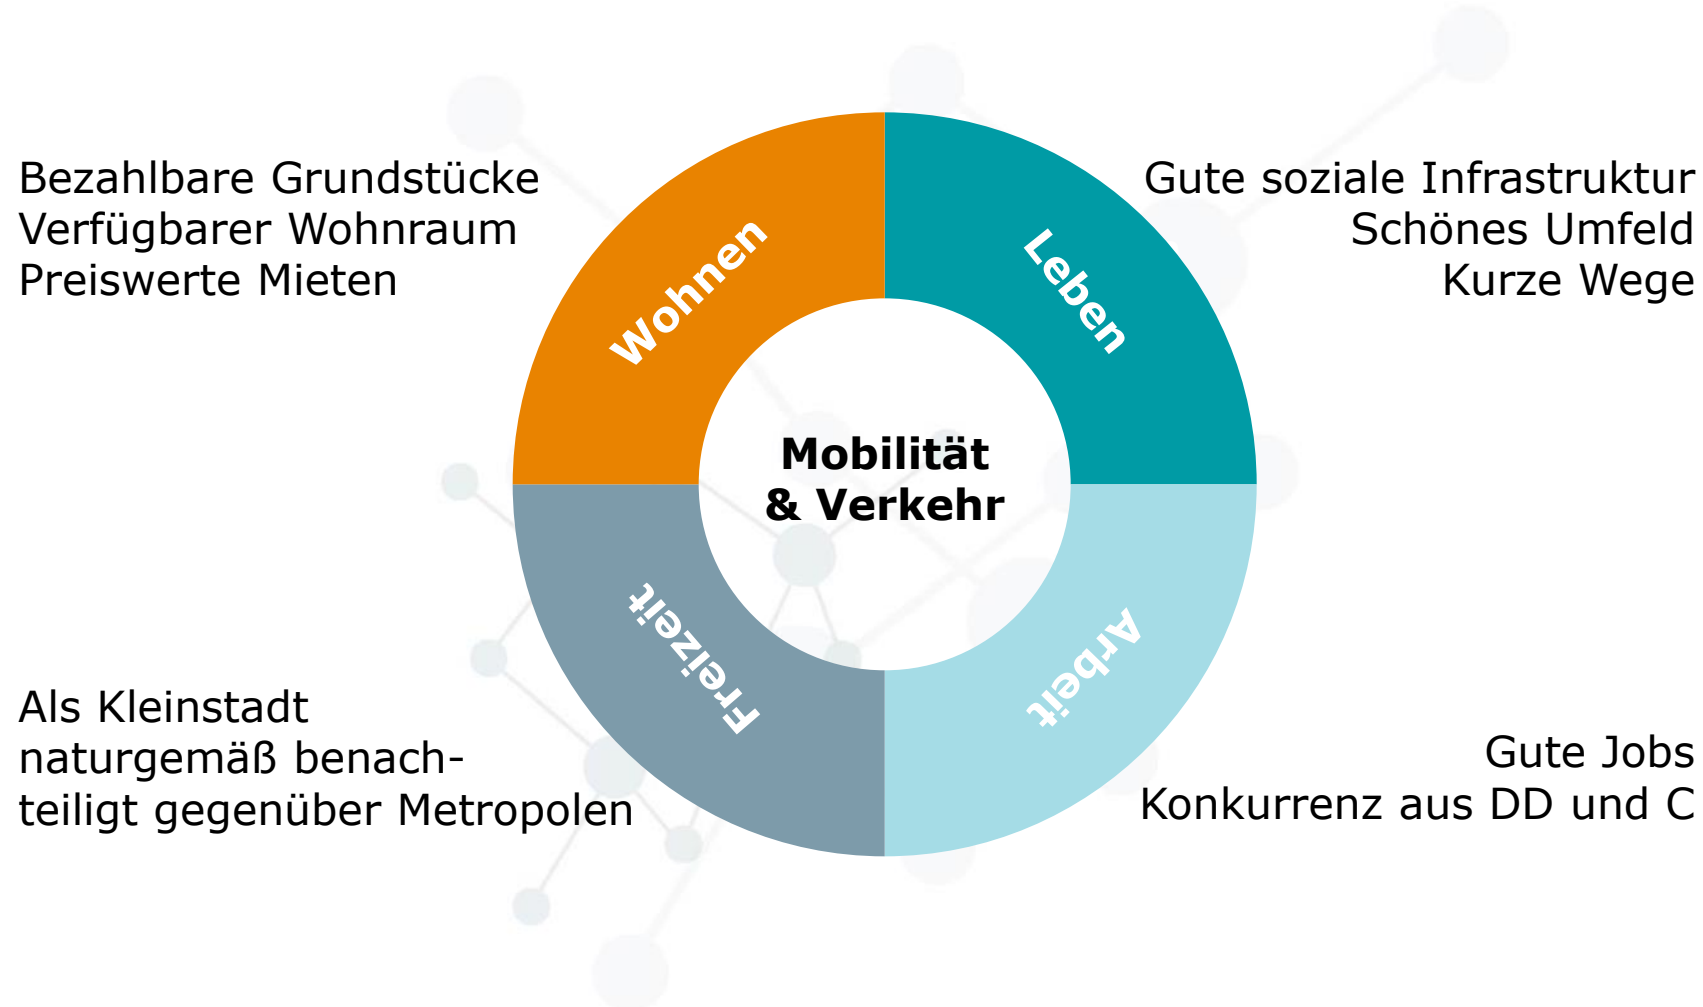 Bezahlbare Grundstücke
Verfügbarer Wohnraum
Preiswerte Mieten
Wohnen
Leben
Gute soziale Infrastruktur
Schönes Umfeld
Kurze Wege
Mobilität
& Verkehr
Als Kleinstadt
naturgemäß benach-
teiligt gegenüber Metropolen
Freizeit
Arbeit
Gute Jobs
Konkurrenz aus DD und C